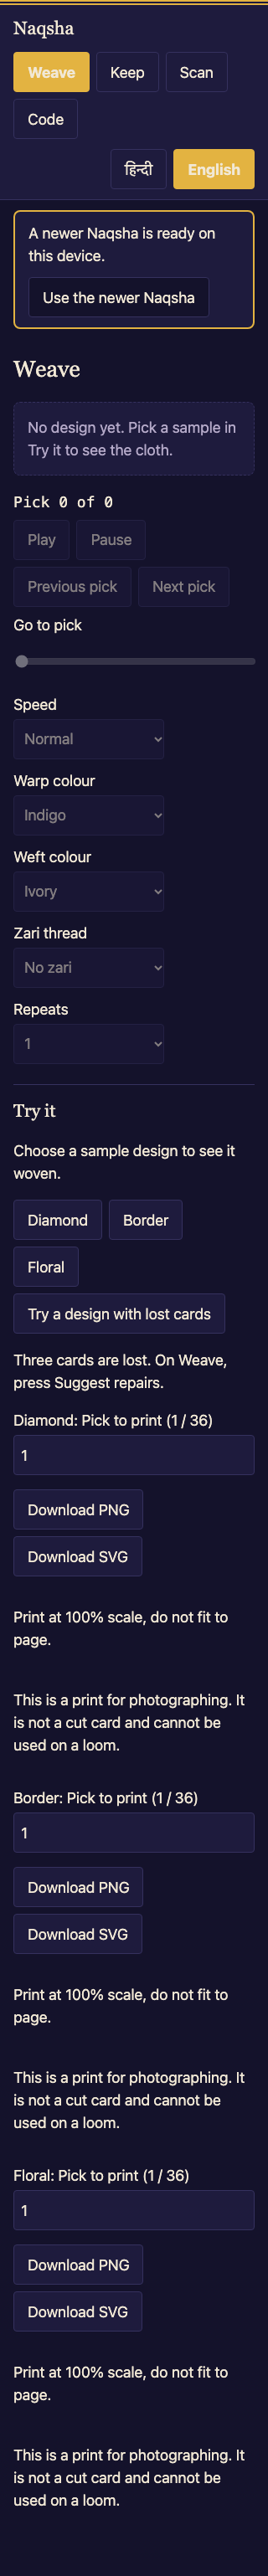 Naqsha
Weave Keep Scan
Code
हिन्दी English
A newer Naqsha is ready on
this device.
Use the newer Naqsha
Weave
No design yet. Pick a sample in
Try it to see the cloth.
Pick 0 of 0
Play Pause
Previous pick Next pick
Go to pick
Speed
Normal
Warp colour
Indigo
Weft colour
Ivory
Zari thread
No zari
Repeats
1
Try it
Choose a sample design to see it
woven.
Diamond Border
Floral
Try a design with lost cards
Three cards are lost. On Weave,
press Suggest repairs.
Diamond: Pick to print (1 / 36)
1
Download PNG
Download SVG
Print at 100% scale, do not fit to
page.
This is a print for photographing. It
is not a cut card and cannot be
used on a loom.
Border: Pick to print (1 / 36)
1
Download PNG
Download SVG
Print at 100% scale, do not fit to
page.
This is a print for photographing. It
is not a cut card and cannot be
used on a loom.
Floral: Pick to print (1 / 36)
1
Download PNG
Download SVG
Print at 100% scale, do not fit to
page.
This is a print for photographing. It
is not a cut card and cannot be
used on a loom.